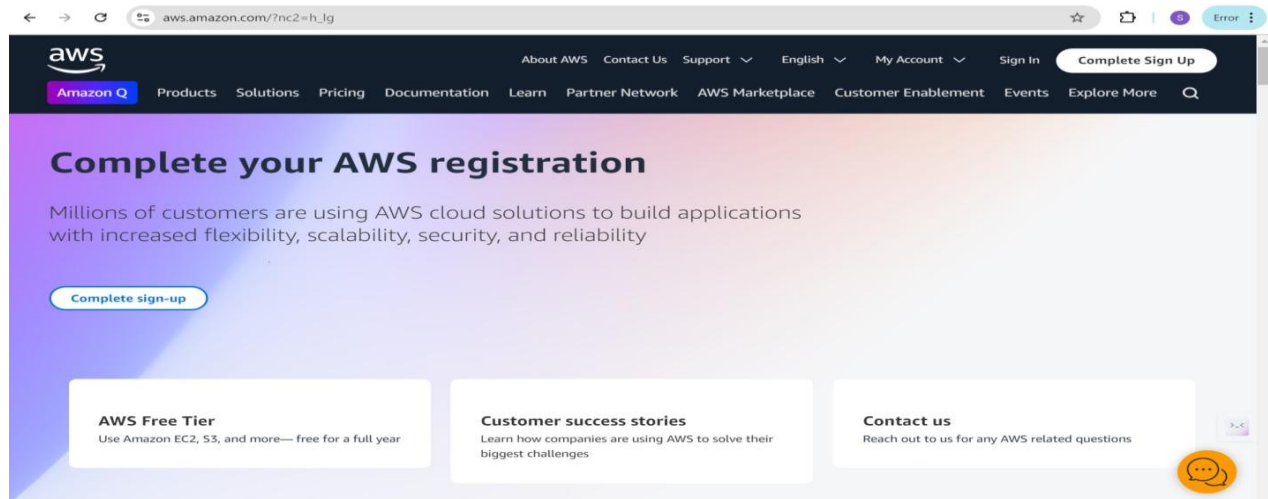 aws.amazon.com/?nc2=h_lg
S
Error
aws
About AWS Contact Us Support English My Account Sign In Complete Sign Up
Amazon Q Products Solutions Pricing Documentation Learn Partner Network AWS Marketplace Customer Enablement Events Explore More
Complete your AWS registration
Millions of customers are using AWS cloud solutions to build applications
with increased flexibility, scalability, security, and reliability
Complete sign-up
AWS Free Tier
Use Amazon EC2, S3, and more— free for a full year
Customer success stories
Learn how companies are using AWS to solve their
biggest challenges
Contact us
Reach out to us for any AWS related questions